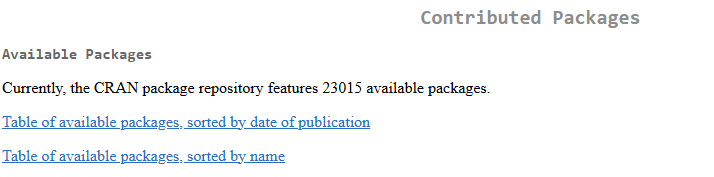 Contributed Packages
Available Packages
Currently, the CRAN package repository features 23015 available packages.
Table of available packages, sorted by date of publication
Table of available packages, sorted by name